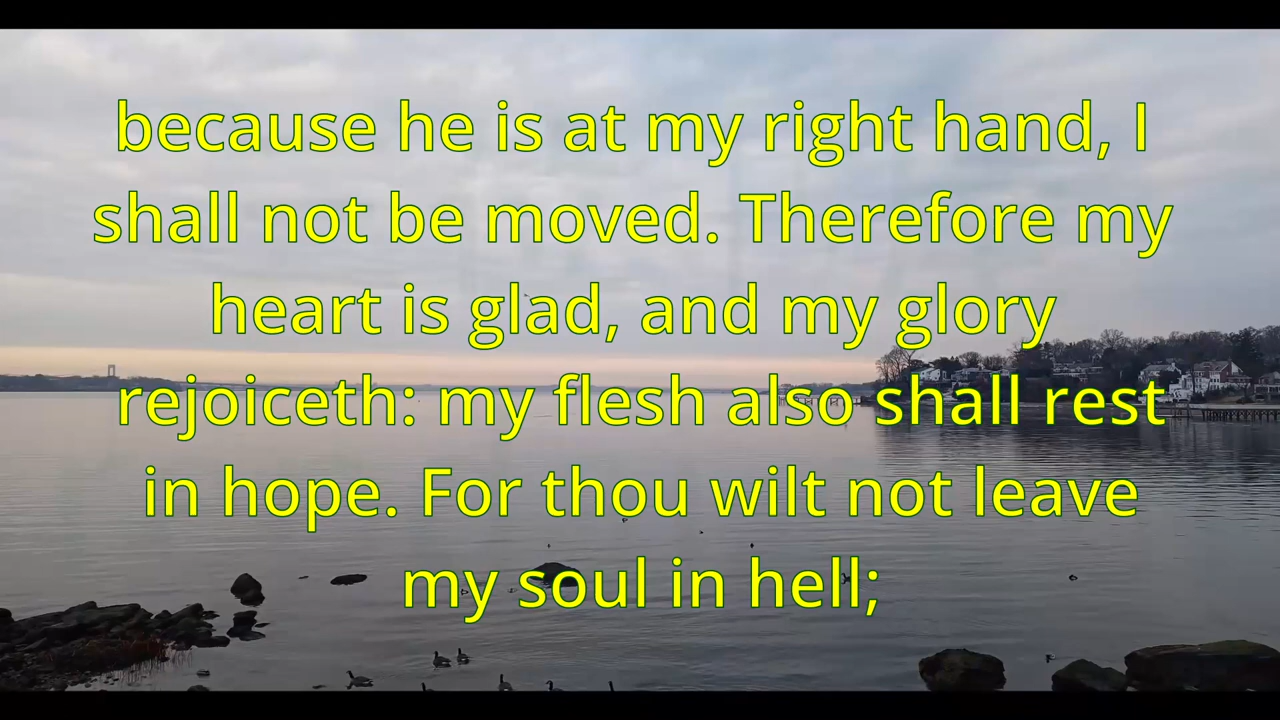 because he is at my right hand, I
shall not be moved. Therefore my
heart is glad, and my glory
rejoiceth: my flesh also shall rest
in hope. For thou wilt not leave
my soul in hell;